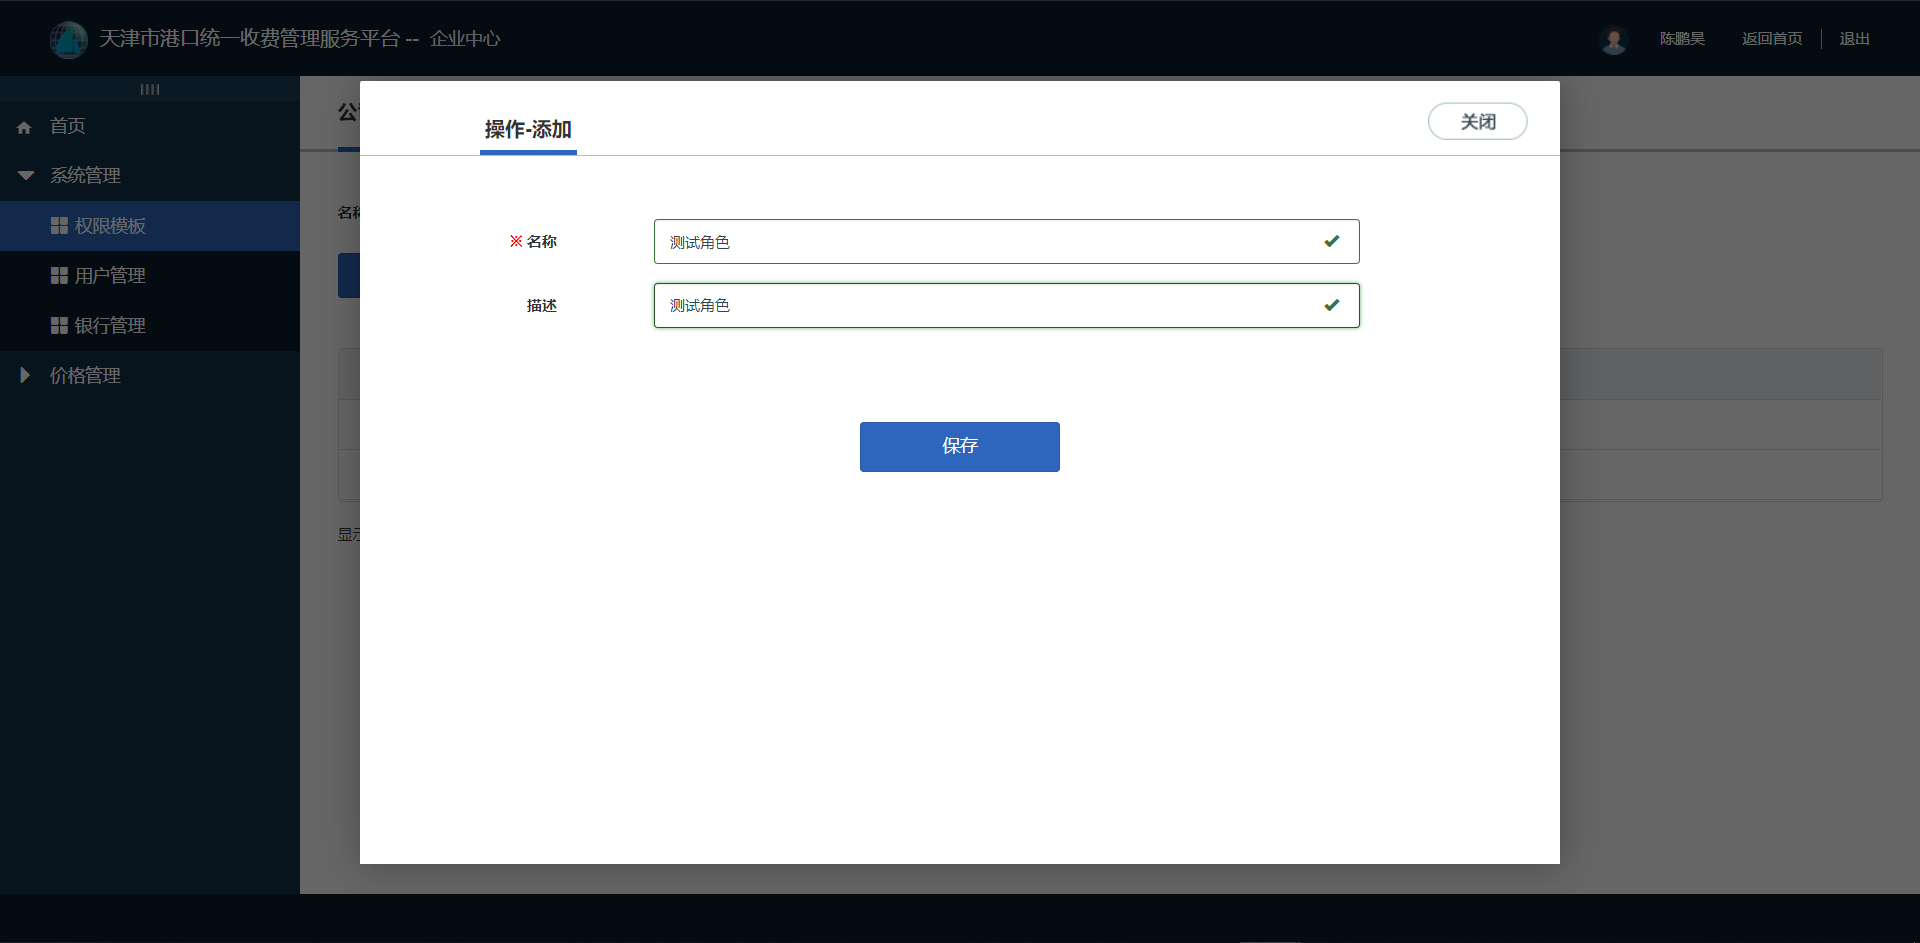 天津市港口统一收费管理服务平台 -- 企业中心
陈鹏昊
返回首页
退出
首页
系统管理
权限模板
用户管理
银行管理
价格管理
公
操作-添加
关闭
名称
※ 名称
测试角色
描述
测试角色
保存
显示